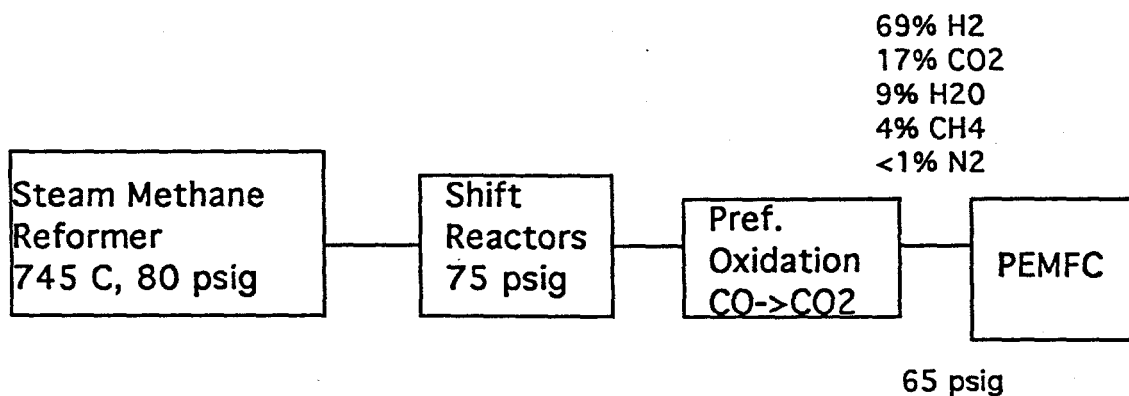 69% H2
17% CO2
9% H20
4% CH4
<1% N2
Steam Methane
Reformer
745 C, 80 psig
Shift
Reactors
75 psig
Pref.
Oxidation
CO->CO2
PEMFC
65 psig